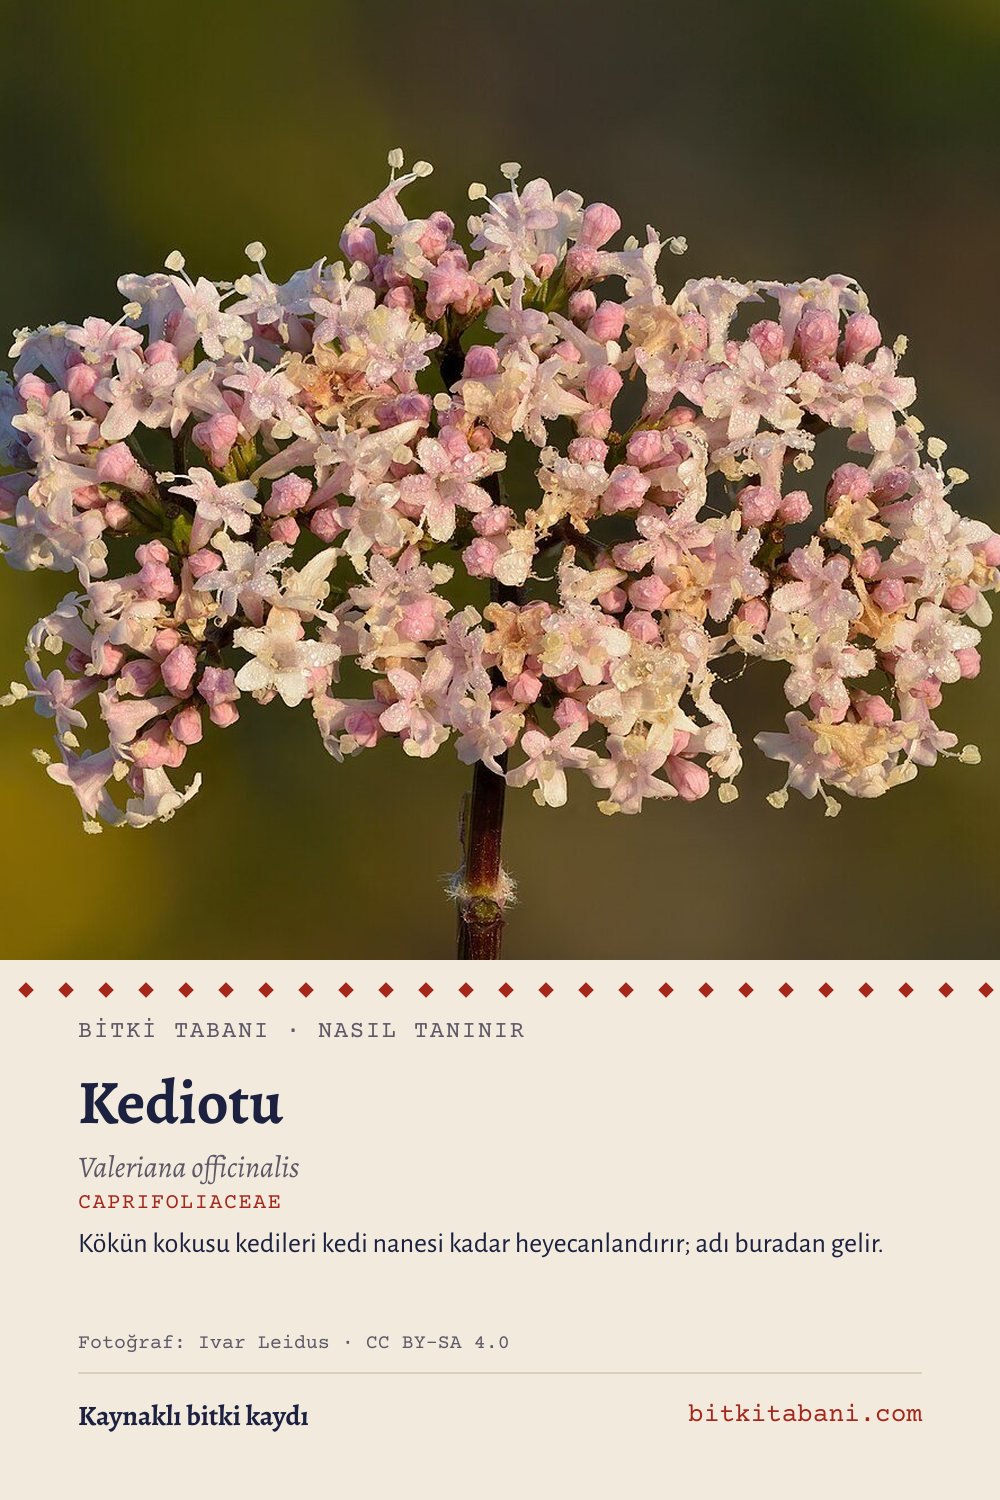 BİTKİ TABANI · NASIL TANINIR
Kediotu
Valeriana officinalis
CAPRIFOLIACEAE
Kökün kokusu kedileri kedi nanesi kadar heyecanlandırır; adı buradan gelir.
Fotoğraf: Ivar Leidus · CC BY-SA 4.0
Kaynaklı bitki kaydı
bitkitabani.com